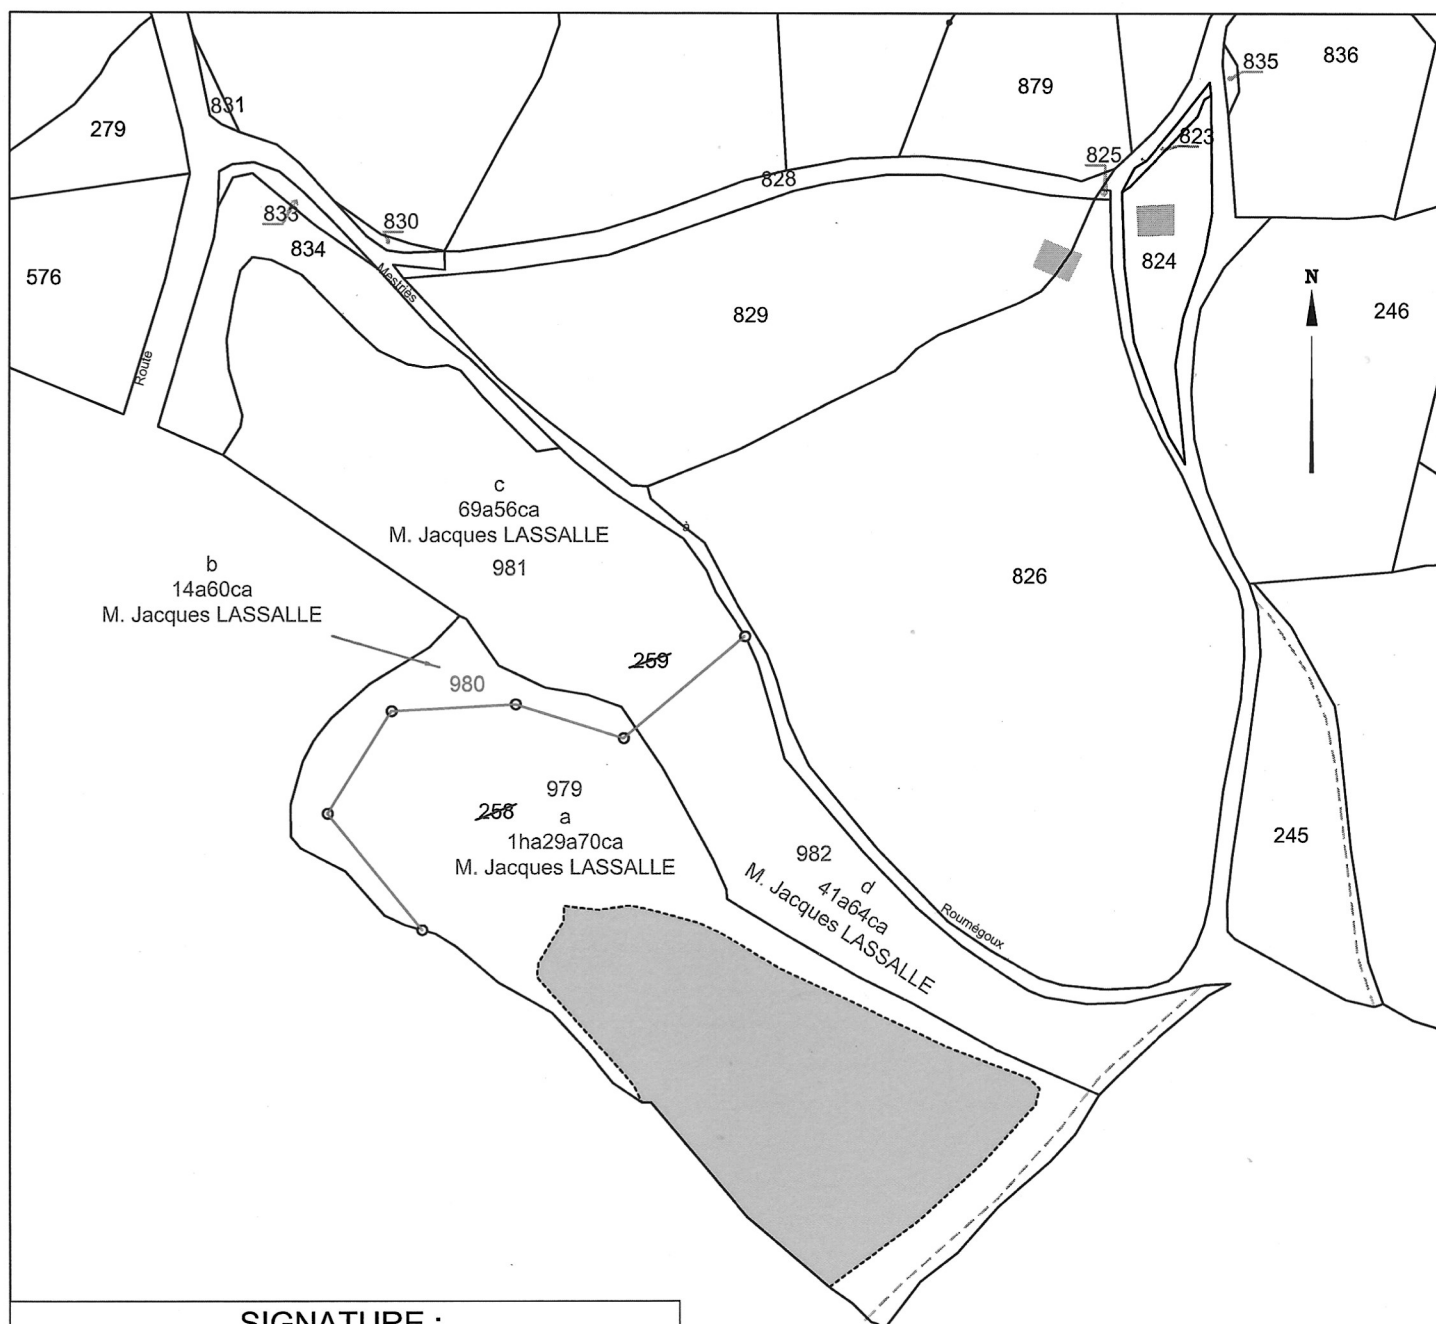 835
836
831
879
279
823
825
828
833
830
834
576
Mestriès
824
N
829
246
Route
c
69a56ca
M. Jacques LASSALLE
981
à
b
14a60ca
M. Jacques LASSALLE
826
259
980
979
258
a
1ha29a70ca
M. Jacques LASSALLE
245
982
d
41a64ca
M. Jacques LASSALLE
Roumégoux
SIGNATURE :